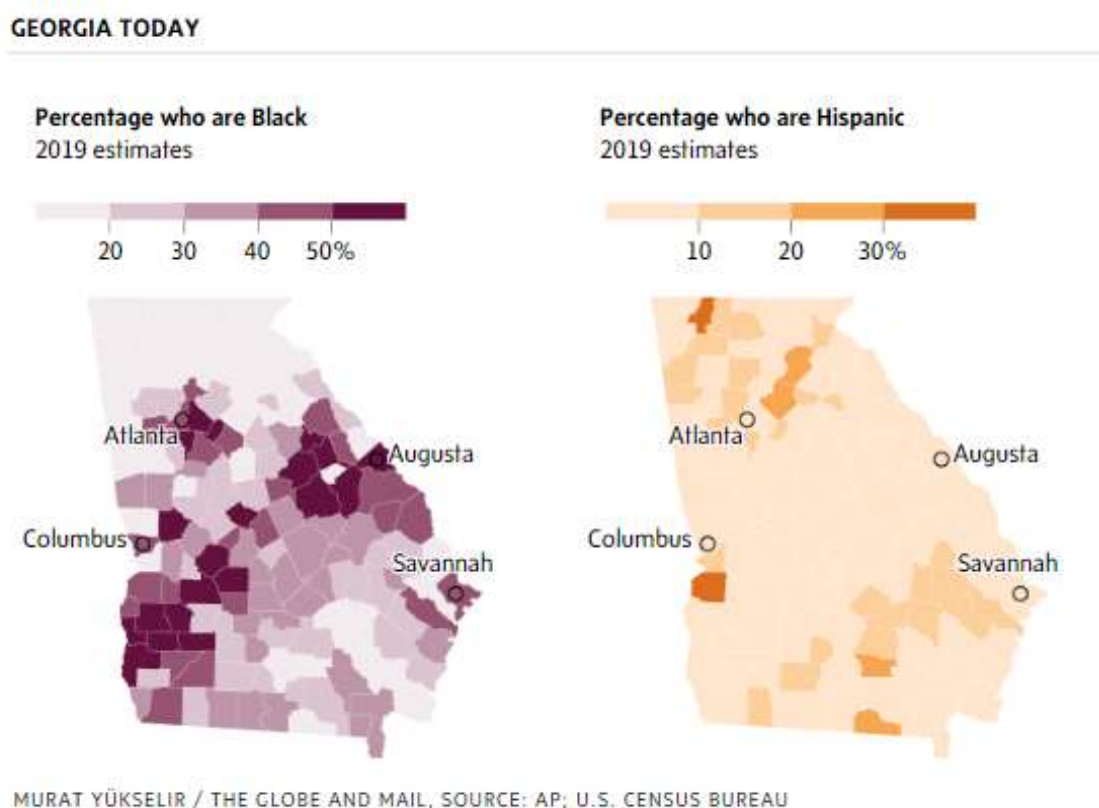 GEORGIA TODAY
Percentage who are Black
2019 estimates
20 30 40 50%
Atlanta
Augusta
Columbus
Savannah
Percentage who are Hispanic
2019 estimates
10 20 30%
Atlanta
Augusta
Columbus
Savannah
MURAT YÜKSELIR / THE GLOBE AND MAIL, SOURCE: AP; U.S. CENSUS BUREAU